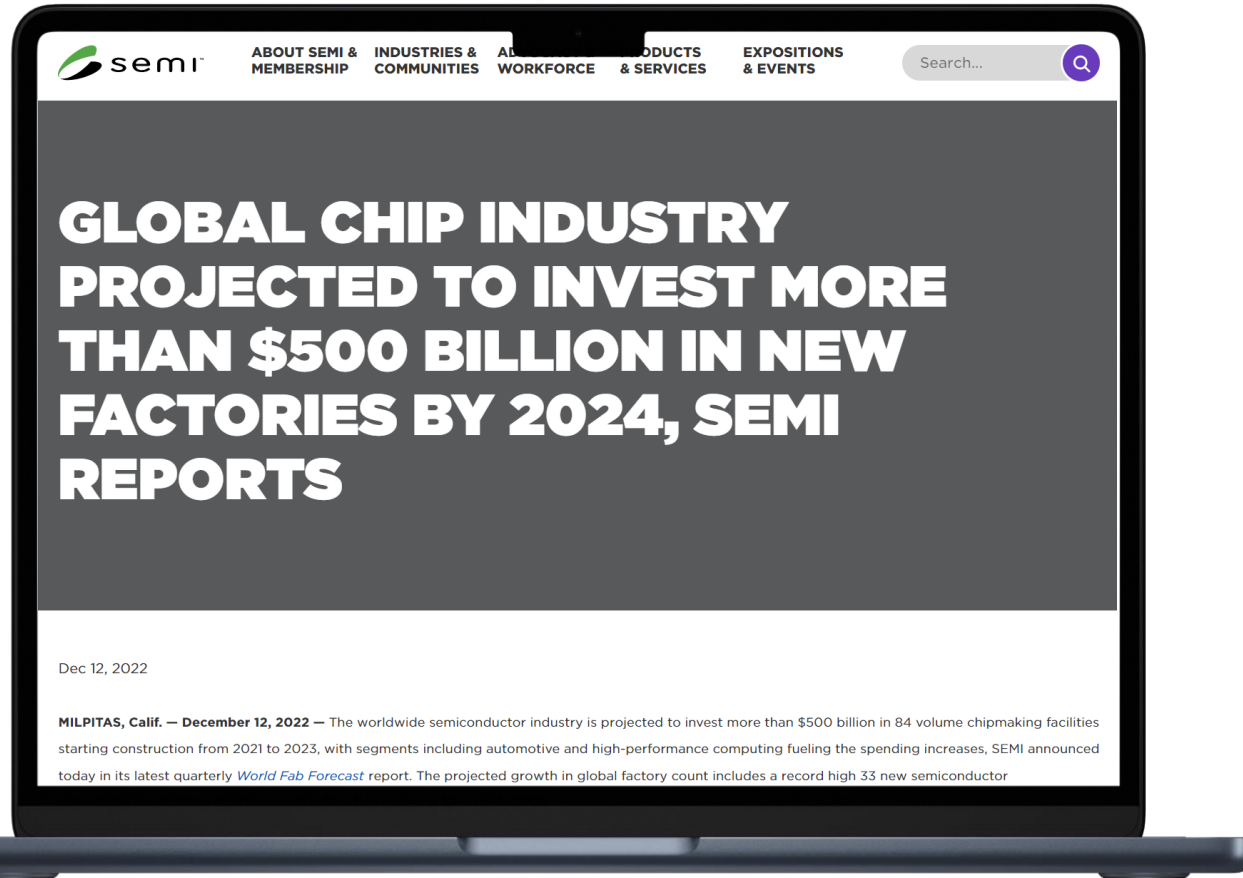 semi™
ABOUT SEMI & MEMBERSHIP
INDUSTRIES & COMMUNITIES
WORKFORCE
& SERVICES
EXPOSITIONS & EVENTS
Search...
GLOBAL CHIP INDUSTRY
PROJECTED TO INVEST MORE
THAN $500 BILLION IN NEW
FACTORIES BY 2024, SEMI
REPORTS
Dec 12, 2022
MILPITAS, Calif. — December 12, 2022 — The worldwide semiconductor industry is projected to invest more than $500 billion in 84 volume chipmaking facilities
starting construction from 2021 to 2023, with segments including automotive and high-performance computing fueling the spending increases, SEMI announced
today in its latest quarterly World Fab Forecast report. The projected growth in global factory count includes a record high 33 new semiconductor